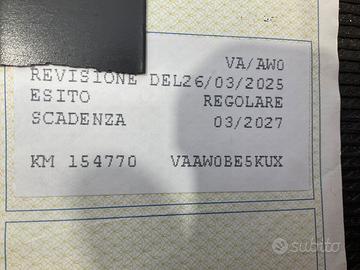 VA/AW0
REVISIONE DEL26/03/2025
ESITO REGOLARE
SCADENZA 03/2027
KM 154770 VAAW0BE5KUX
subito